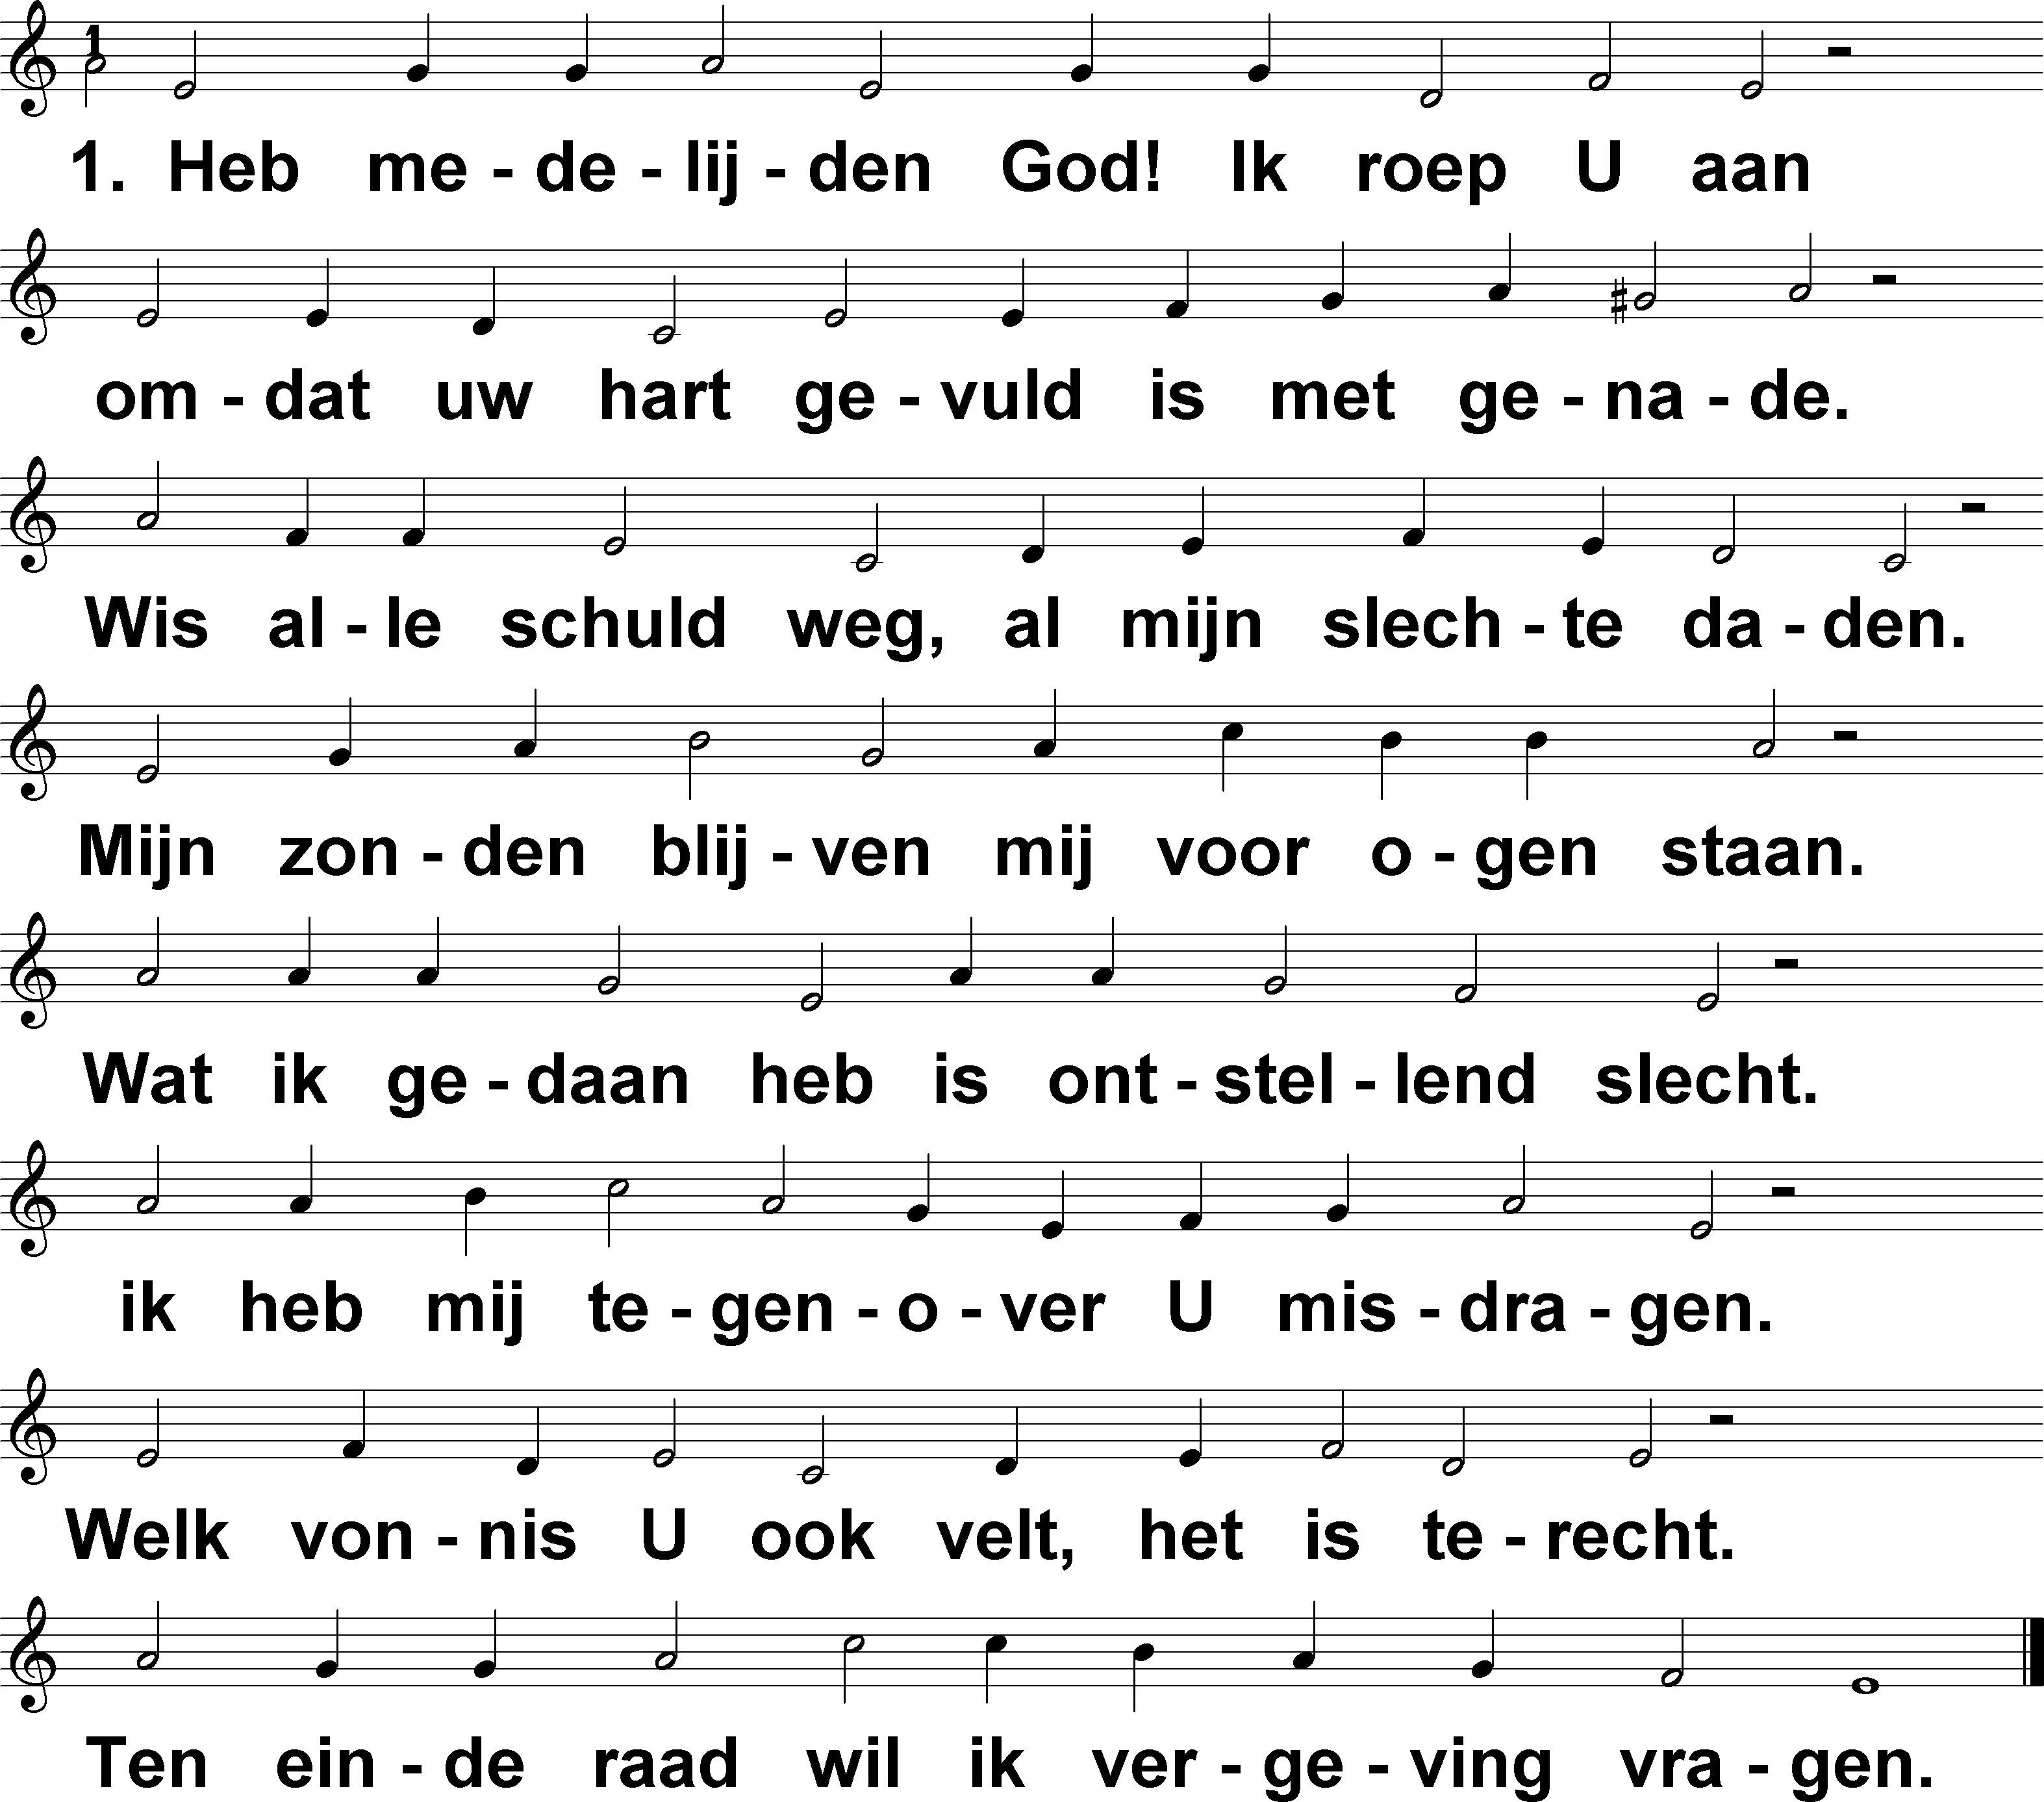 1
1. Heb me - de - lij - den God! Ik roep U aan
om - dat uw hart ge - vuld is met ge - na - de.
Wis al - le schuld weg, al mijn slech - te da - den.
Mijn zon - den blij - ven mij voor o - gen staan.
Wat ik ge - daan heb is ont - stel - lend slecht.
ik heb mij te - gen - o - ver U mis - dra - gen.
Welk von - nis U ook velt, het is te - recht.
Ten ein - de raad wil ik ver - ge - ving vra - gen.